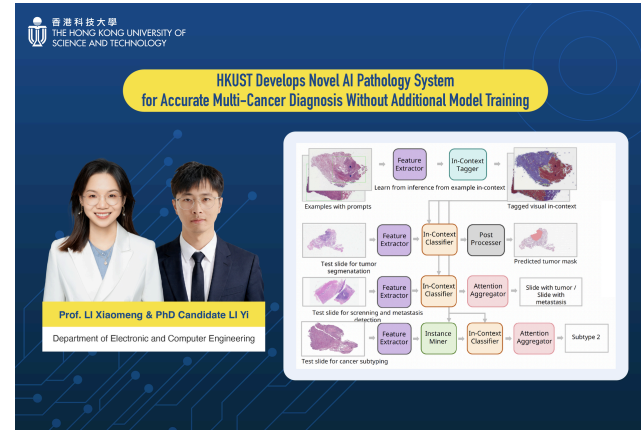 香港科技大學
THE HONG KONG UNIVERSITY OF
SCIENCE AND TECHNOLOGY
HKUST Develops Novel AI Pathology System
for Accurate Multi-Cancer Diagnosis Without Additional Model Training
Prof. LI Xiaomeng & PhD Candidate LI Yi
Department of Electronic and Computer Engineering
Feature
Extractor
In-Context
Tagger
Learn from inference from example in-context
Examples with prompts
Tagged visual in-context
Feature
Extractor
In-Context
Classifier
Post
Processer
Test slide for tumor
segmenatation
Predicted tumor mask
Feature
Extractor
In-Context
Classifier
Attention
Aggregator
Slide with tumor /
Slide with
metastasis
Test slide for screnning and metastasis
detection
Feature
Extractor
Instance
Miner
In-Context
Classifier
Attention
Aggregator
Subtype 2
Test slide for cancer subtyping